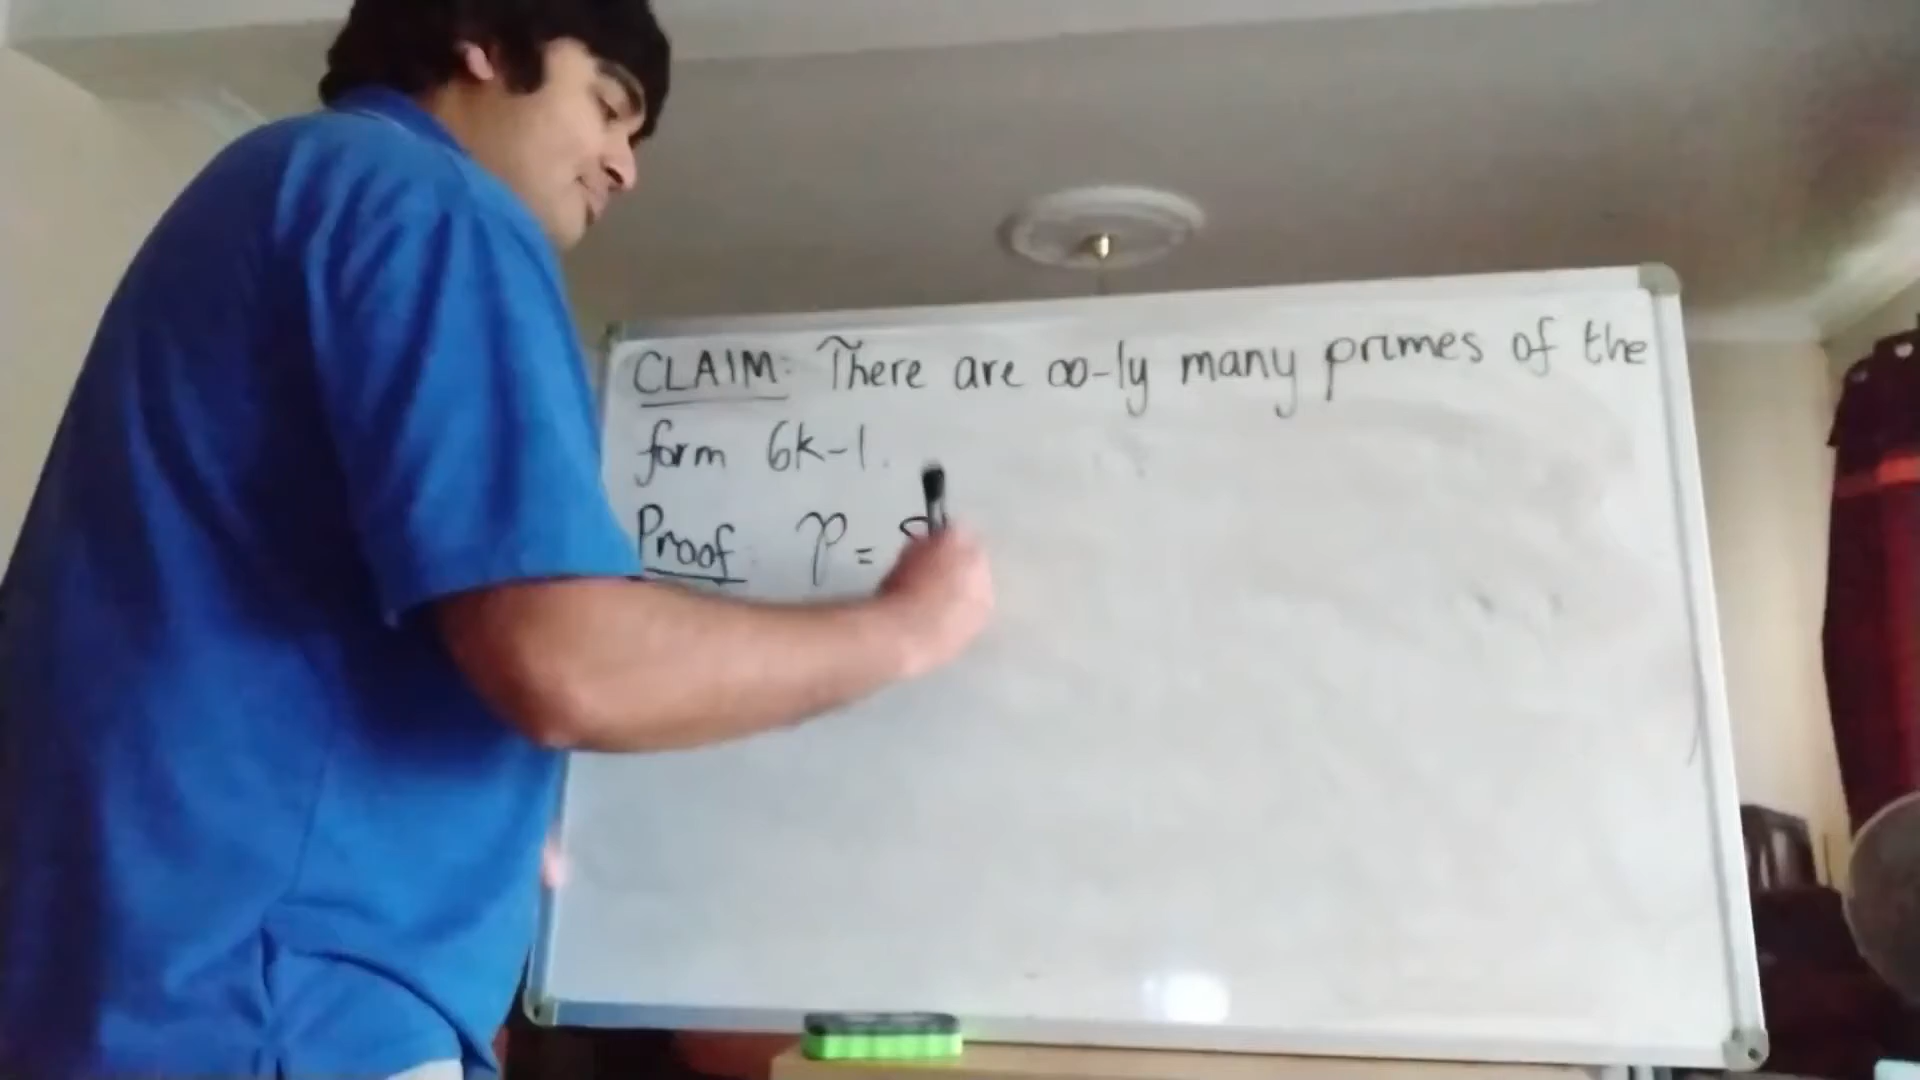 CLAIM: There are ∞-ly many primes of the
form 6k-1.
Proof: P =